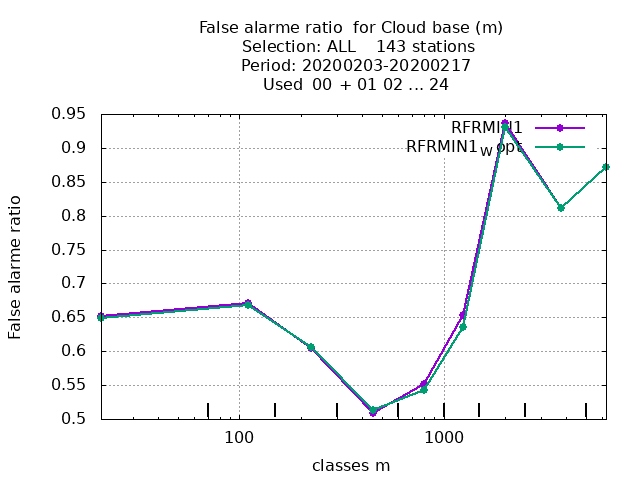 False alarme ratio  for Cloud base (m)
Selection: ALL    143 stations
Period: 20200203-20200217
Used  00 + 01 02 ... 24
RFRMIN1
RFRMIN1W opt
0.95
0.9
0.85
0.8
0.75
0.7
0.65
0.6
0.55
0.5
False alarme ratio
100
1000
classes m